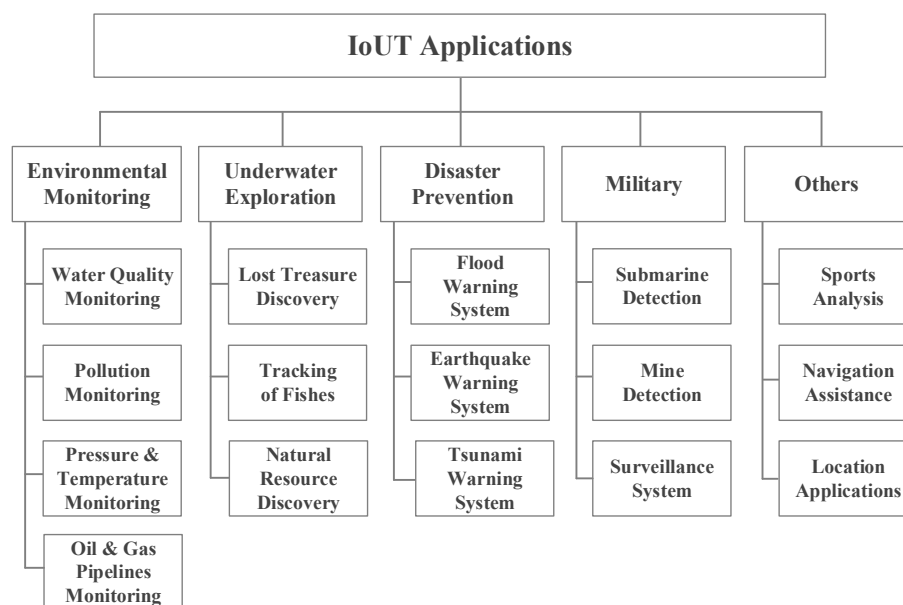 IoUT Applications
Environmental
Monitoring
Water Quality
Monitoring
Pollution
Monitoring
Pressure &
Temperature
Monitoring
Oil & Gas
Pipelines
Monitoring
Underwater
Exploration
Lost Treasure
Discovery
Tracking
of Fishes
Natural
Resource
Discovery
Disaster
Prevention
Flood
Warning
System
Earthquake
Warning
System
Tsunami
Warning
System
Military
Submarine
Detection
Mine
Detection
Surveillance
System
Others
Sports
Analysis
Navigation
Assistance
Location
Applications